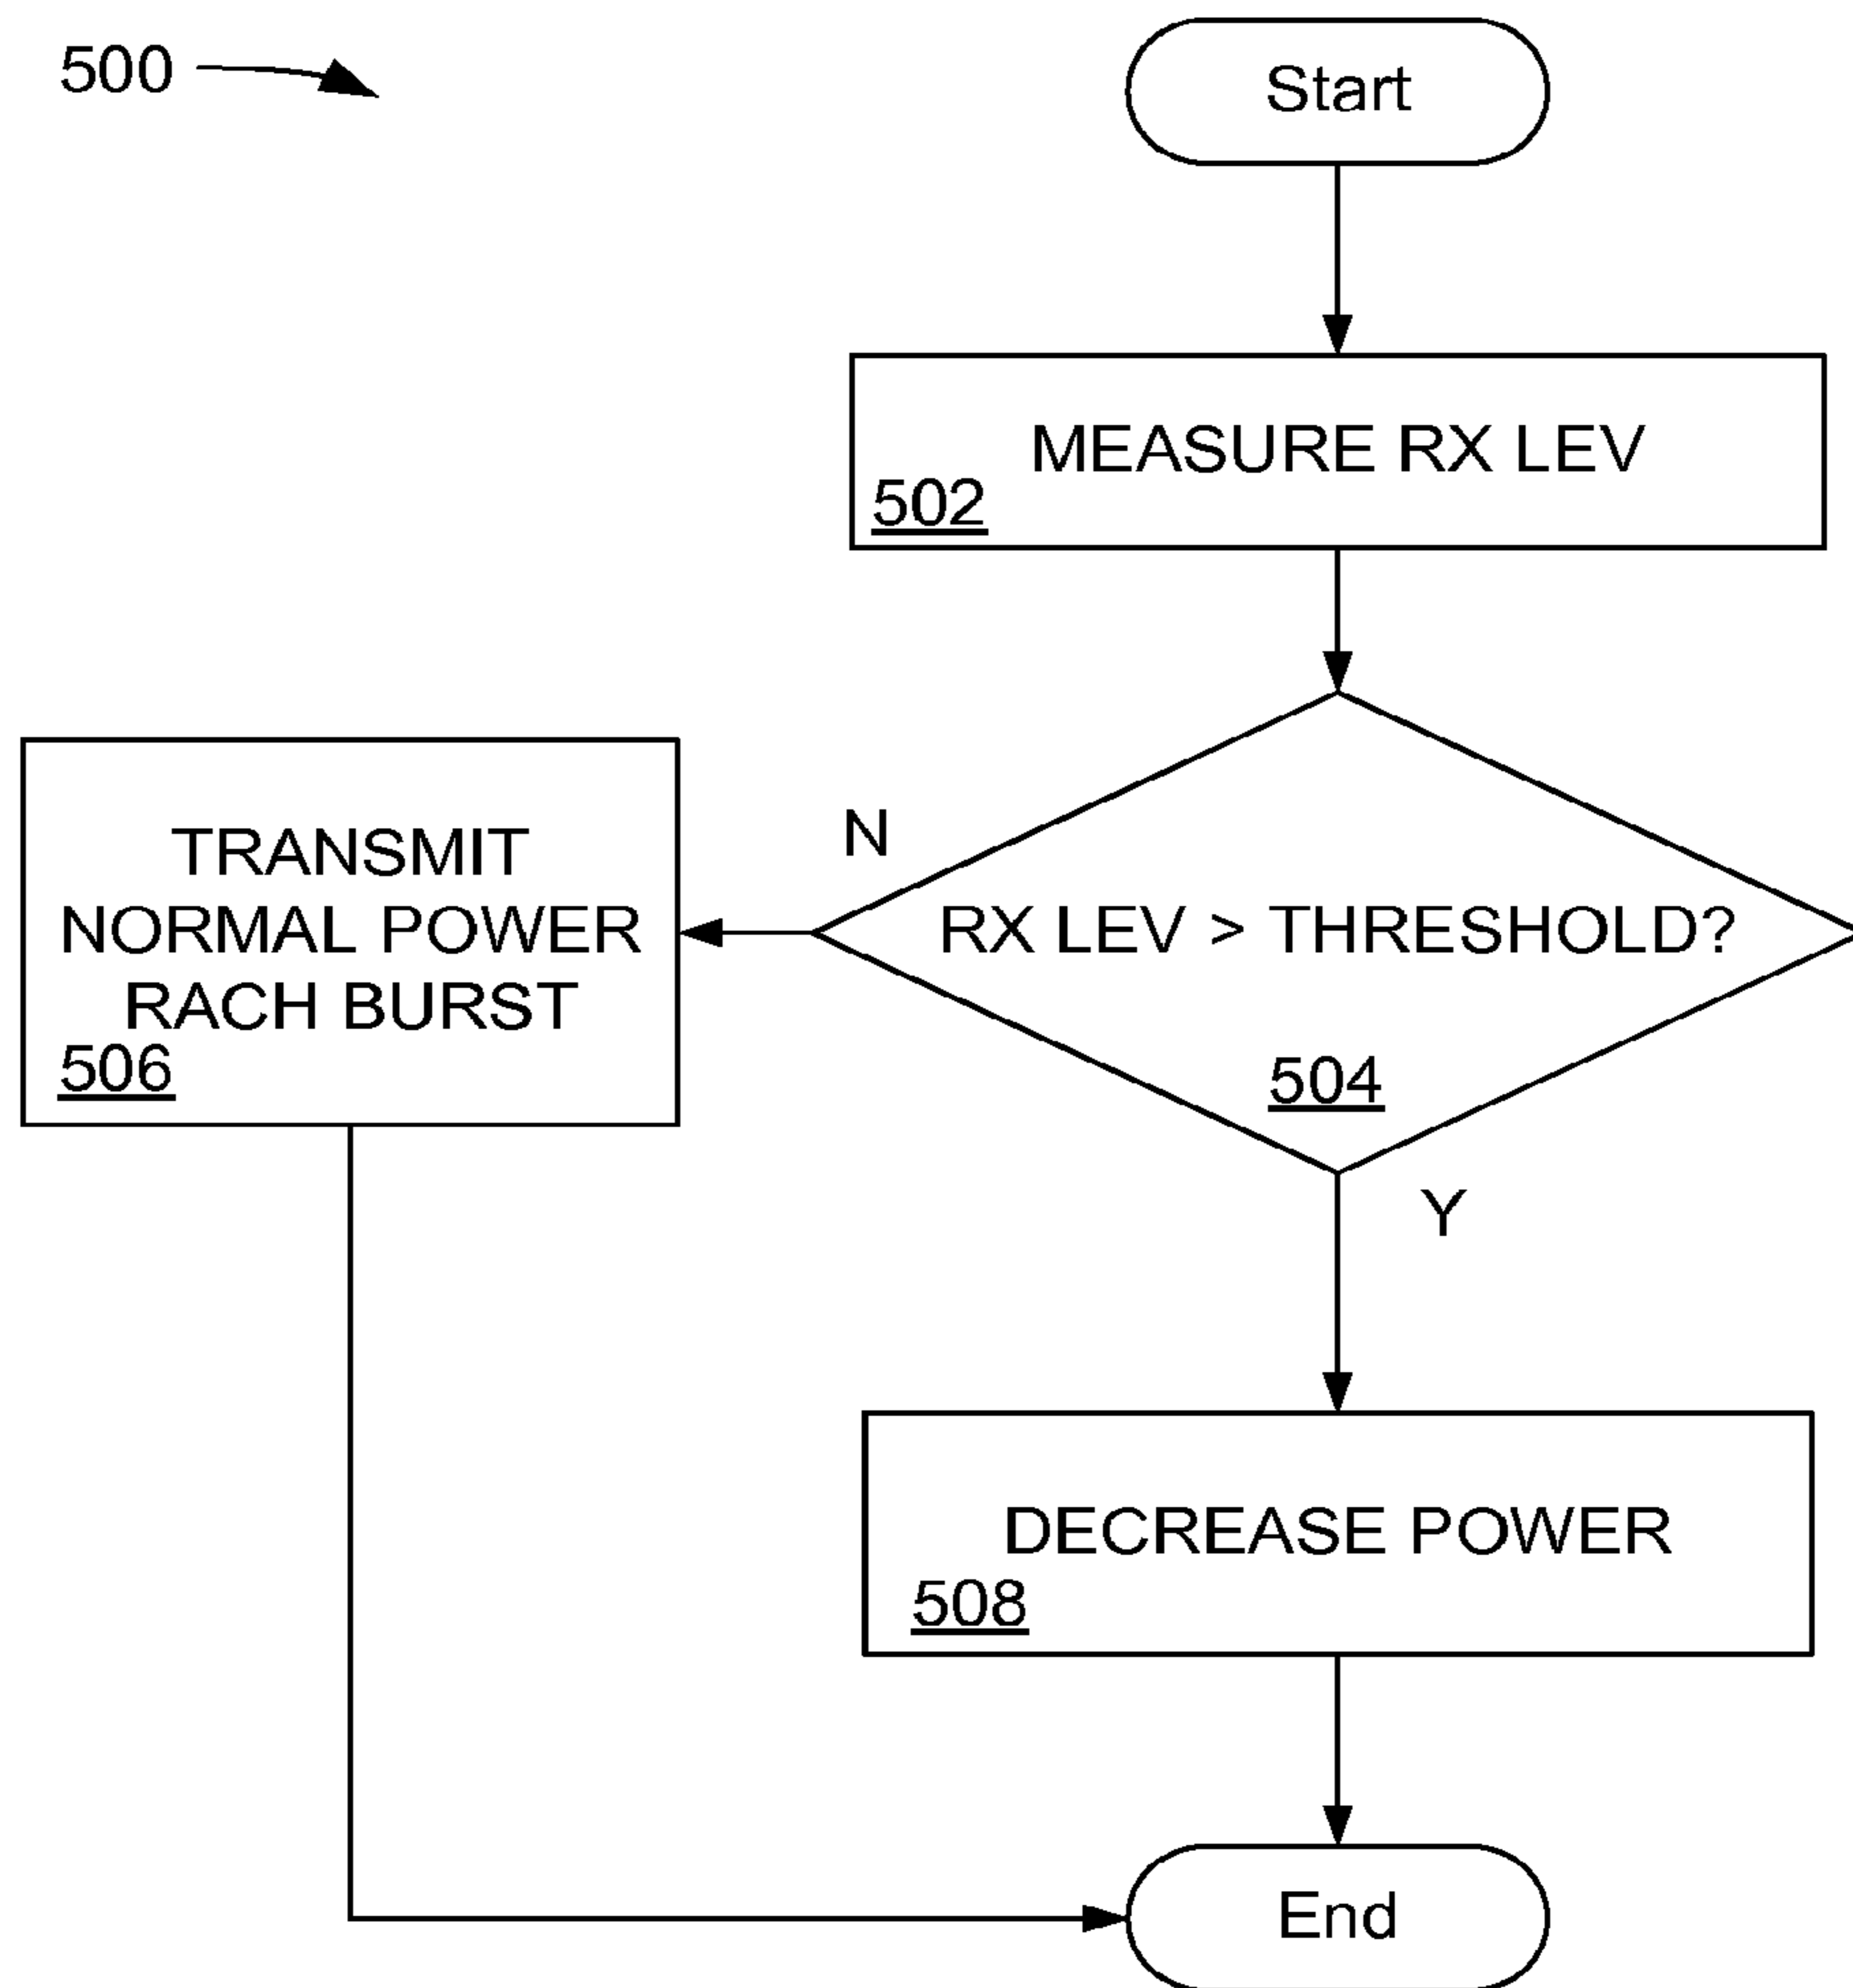 500
Start
MEASURE RX LEV
502
N
RX LEV > THRESHOLD?
504
TRANSMIT
NORMAL POWER
RACH BURST
506
Y
DECREASE POWER
508
End